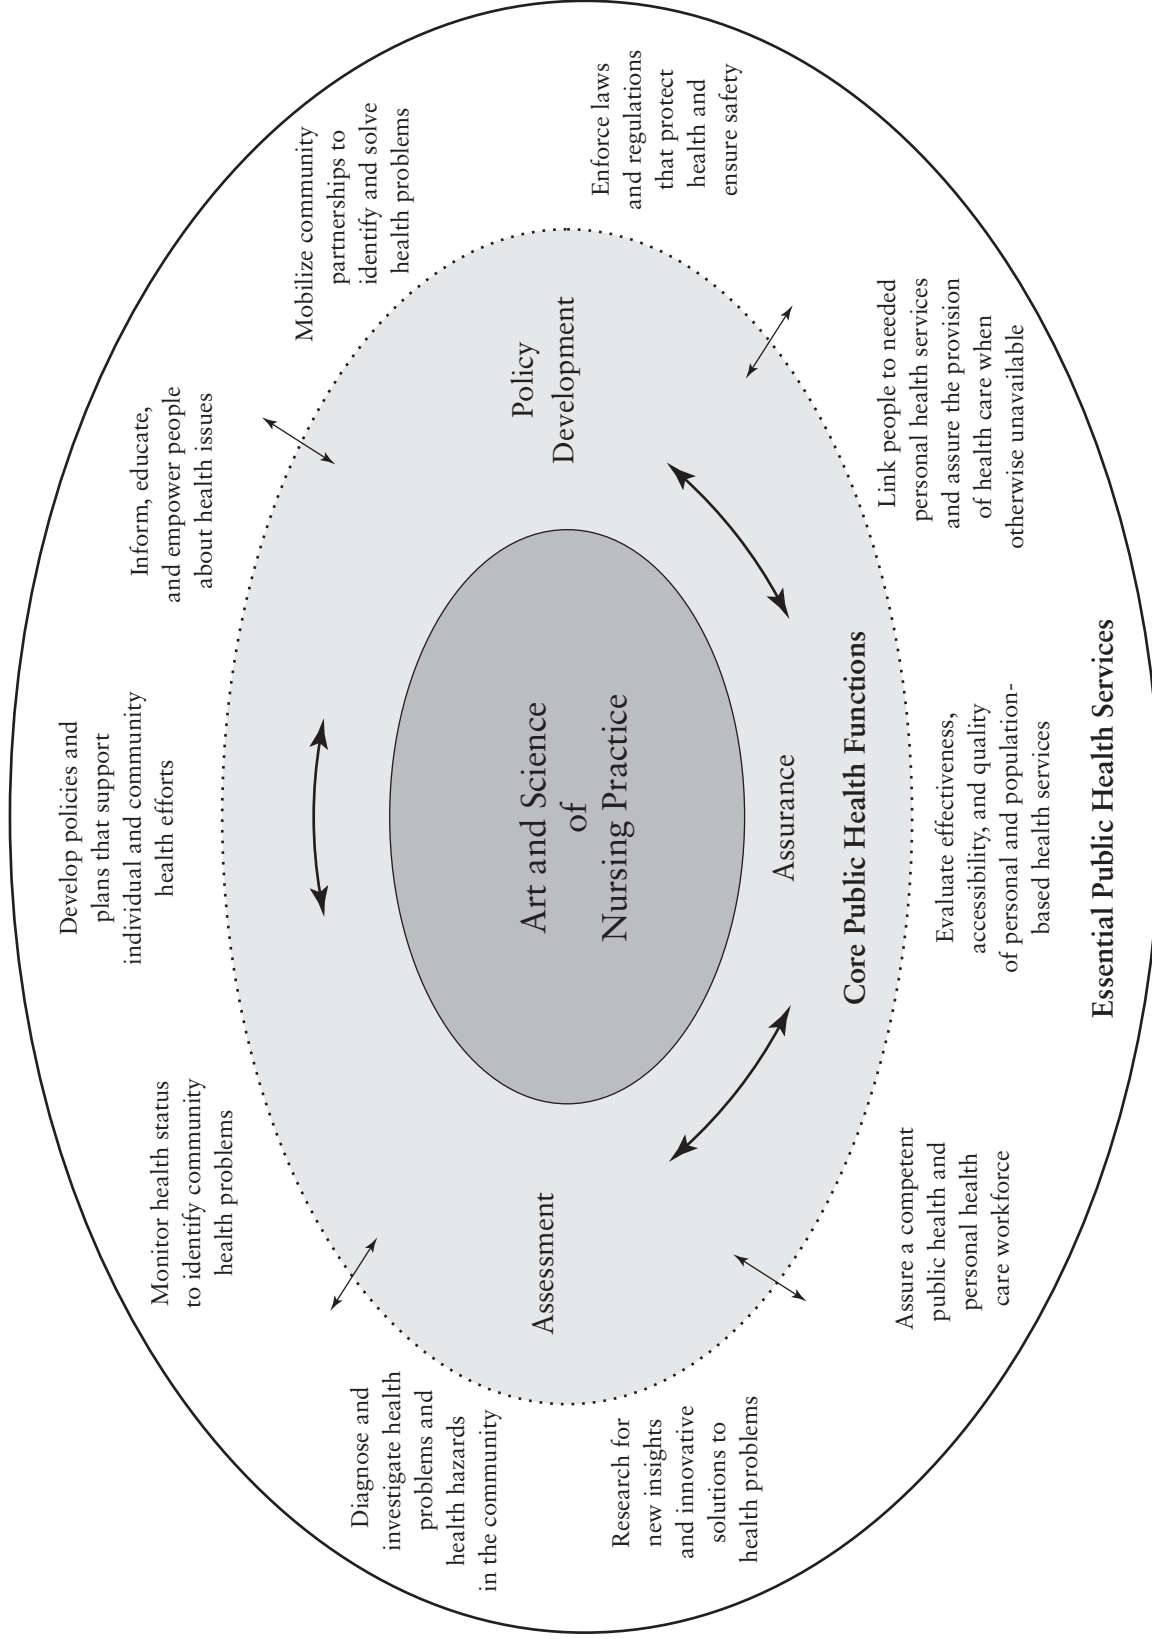 Develop policies and
plans that support
individual and community
health efforts
Inform, educate,
and empower people
about health issues
Mobilize community
partnerships to
identify and solve
health problems
Enforce laws
and regulations
that protect
health and
ensure safety
Link people to needed
personal health services
and assure the provision
of health care when
otherwise unavailable
Evaluate effectiveness,
accessibility, and quality
of personal and population-
based health services
Assure a competent
public health and
personal health
care workforce
Research for
new insights
and innovative
solutions to
health problems
Diagnose and
investigate health
problems and
health hazards
in the community
Monitor health status
to identify community
health problems
Assessment
Policy
Development
Art and Science
of
Nursing Practice
Assurance
Core Public Health Functions
Essential Public Health Services